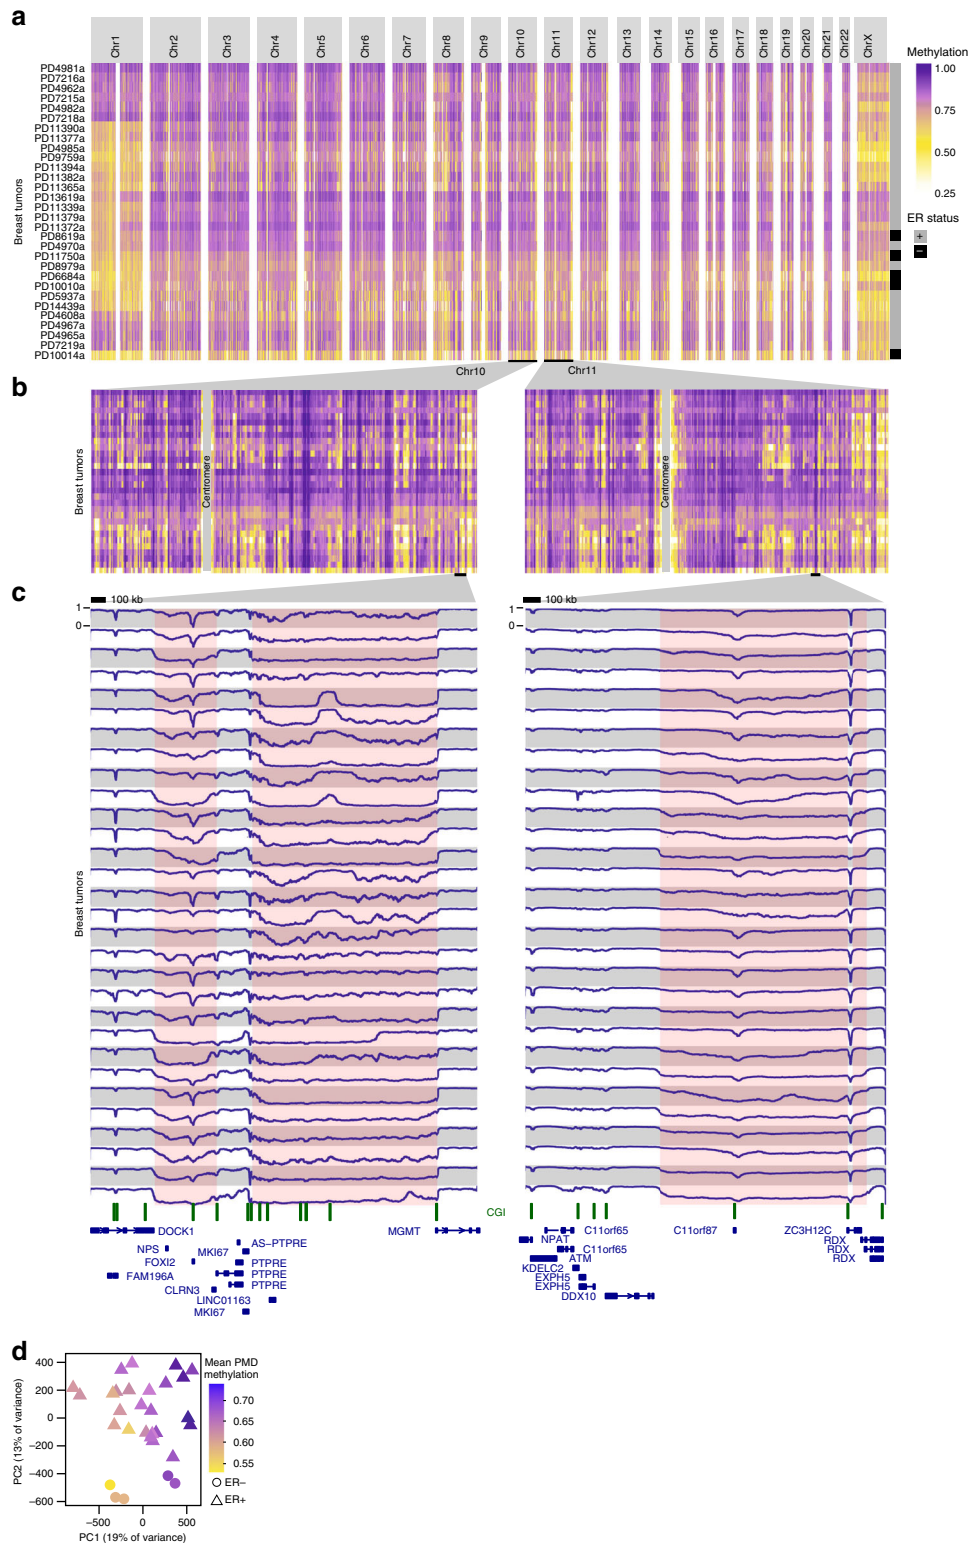 a
Chr1 Chr2 Chr3 Chr4 Chr5 Chr6 Chr7 Chr8 Chr9 Chr10 Chr11 Chr12 Chr13 Chr14 Chr15 Chr16 Chr17 Chr18 Chr19 Chr20 Chr21 Chr22 ChrX
Breast tumors
PD4981a
PD7216a
PD4962a
PD7215a
PD4982a
PD7218a
PD11390a
PD11377a
PD4985a
PD9759a
PD11394a
PD11382a
PD11365a
PD13619a
PD11339a
PD11379a
PD11372a
PD8619a
PD4970a
PD11750a
PD8979a
PD6684a
PD10010a
PD5937a
PD14439a
PD4608a
PD4967a
PD4965a
PD7219a
PD10014a
Methylation
1.00
0.75
0.50
0.25
ER status
+
−
Chr10 Chr11
b
Breast tumors
Centromere Centromere
c
100 kb 100 kb
1 1
0 0
Breast tumors
CGI
DOCK1 MGMT C11orf65 C11orf87 ZC3H12C
AS−PTPRE NPAT RDX
NPS MKI67 C11orf65 RDX
FOXI2 PTPRE ATM RDX
KDELC2
FAM196A PTPRE EXPH5
CLRN3 PTPRE EXPH5
LINC01163 DDX10
MKI67
d
Mean PMD
methylation
0.70
0.65
0.60
0.55
ER−
ER+
PC2 (13% of variance)
400
200
0
−200
−400
−600
−500 0 500
PC1 (19% of variance)